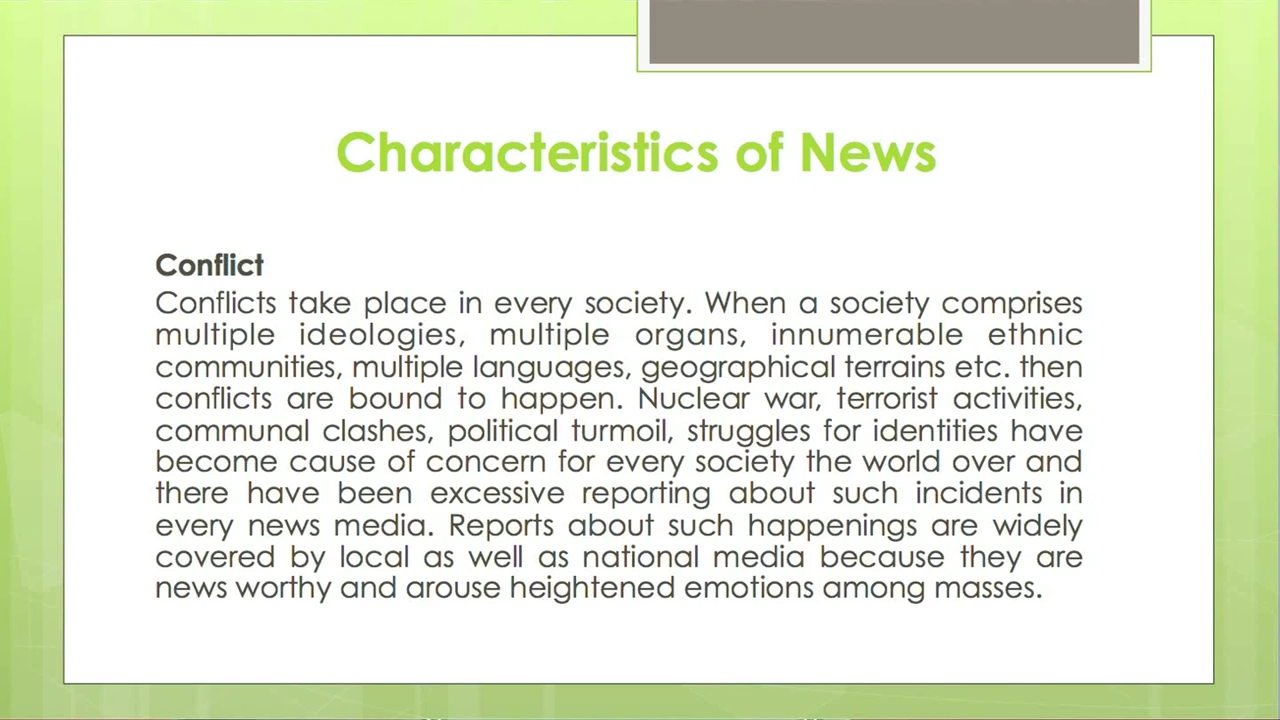 Characteristics of News
Conflict
Conflicts take place in every society. When a society comprises
multiple ideologies, multiple organs, innumerable ethnic
communities, multiple languages, geographical terrains etc. then
conflicts are bound to happen. Nuclear war, terrorist activities,
communal clashes, political turmoil, struggles for identities have
become cause of concern for every society the world over and
there have been excessive reporting about such incidents in
every news media. Reports about such happenings are widely
covered by local as well as national media because they are
news worthy and arouse heightened emotions among masses.